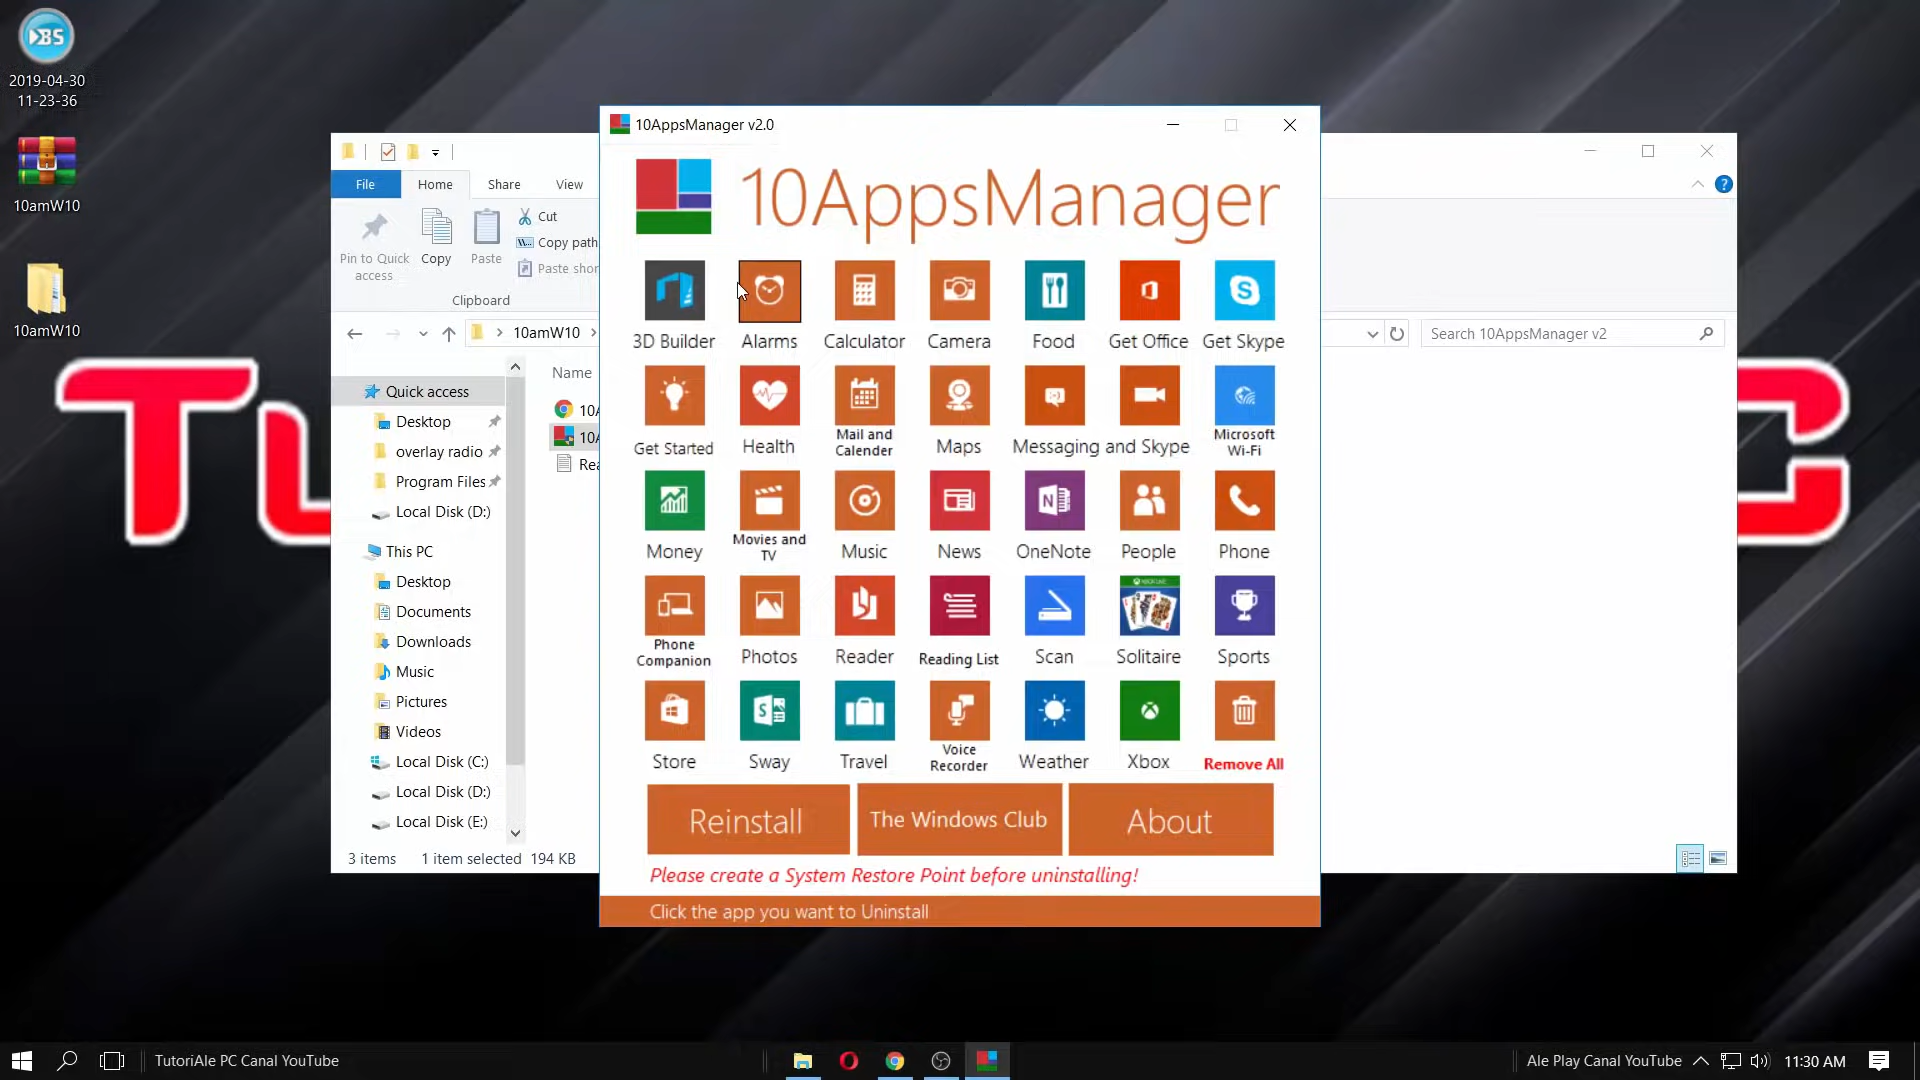 2019-04-30
11-23-36
10amW10
10amW10
File
Home
Share
View
Pin to Quick
access
Copy
Paste
Cut
Copy path
Paste shor
Clipboard
10amW10
Search 10AppsManager v2
Name
10A
10A
Rea
Quick access
Desktop
overlay radio
Program Files
Local Disk (D:)
This PC
Desktop
Documents
Downloads
Music
Pictures
Videos
Local Disk (C:)
Local Disk (D:)
Local Disk (E:)
3 items 1 item selected 194 KB
10AppsManager v2.0
10AppsManager
3D Builder Alarms Calculator Camera Food Get Office Get Skype
Get Started Health Mail and Calender Maps Messaging and Skype Microsoft Wi-Fi
Money Movies and TV Music News OneNote People Phone
Phone Companion Photos Reader Reading List Scan Solitaire Sports
Store Sway Travel Voice Recorder Weather Xbox Remove All
Reinstall The Windows Club About
Please create a System Restore Point before uninstalling!
Click the app you want to Uninstall
TutoriAle PC Canal YouTube
Ale Play Canal YouTube
11:30 AM